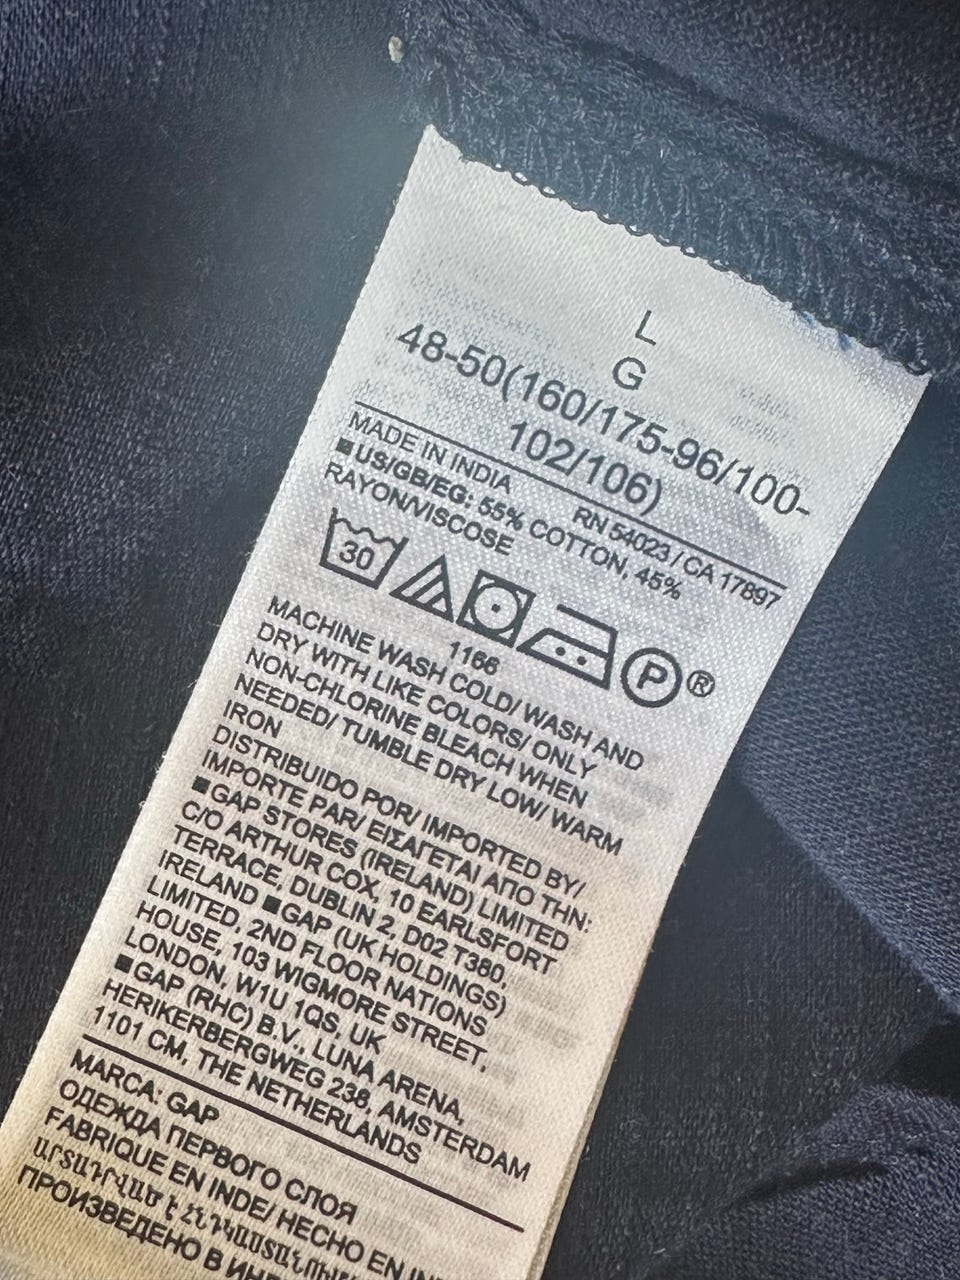 L
G
48-50(160/175-96/100-
102/106)
MADE IN INDIA RN 54023 / CA 17897
■US/GB/EG: 55% COTTON, 45%
RAYON/VISCOSE
30 P ®
1166
MACHINE WASH COLD/ WASH AND
DRY WITH LIKE COLORS/ ONLY
NON-CHLORINE BLEACH WHEN
NEEDED/ TUMBLE DRY LOW/ WARM
IRON
DISTRIBUIDO POR/ IMPORTED BY/
IMPORTE PAR/ ΕΙΣΑΓΕΤΑΙ ΑΠΟ ΤΗΝ:
■GAP STORES (IRELAND) LIMITED
C/O ARTHUR COX, 10 EARLSFORT
TERRACE, DUBLIN 2, D02 T380,
IRELAND ■GAP (UK HOLDINGS)
LIMITED, 2ND FLOOR NATIONS
HOUSE, 103 WIGMORE STREET,
LONDON, W1U 1QS, UK
■GAP (RHC) B.V., LUNA ARENA,
HERIKERBERGWEG 238, AMSTERDAM
1101 CM, THE NETHERLANDS
MARCA: GAP
ОДЕЖДА ПЕРВОГО СЛОЯ
FABRIQUE EN INDE/ HECHO EN
ԱՐՏԱԴՐՎԱԾ Է
ПРОИЗВЕДЕНО В